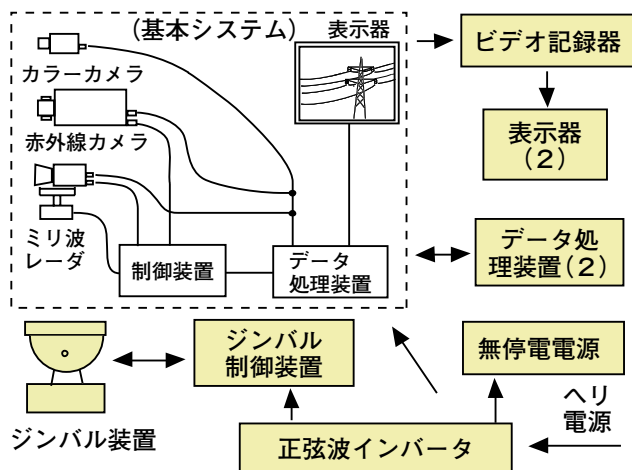 (基本システム)
表示器
カラーカメラ
赤外線カメラ
ミリ波
レーダ
制御装置
データ
処理装置
ビデオ記録器
表示器
(2)
データ処
理装置(2)
ジンバル
制御装置
無停電電源
ヘリ
電源
ジンバル装置
正弦波インバータ